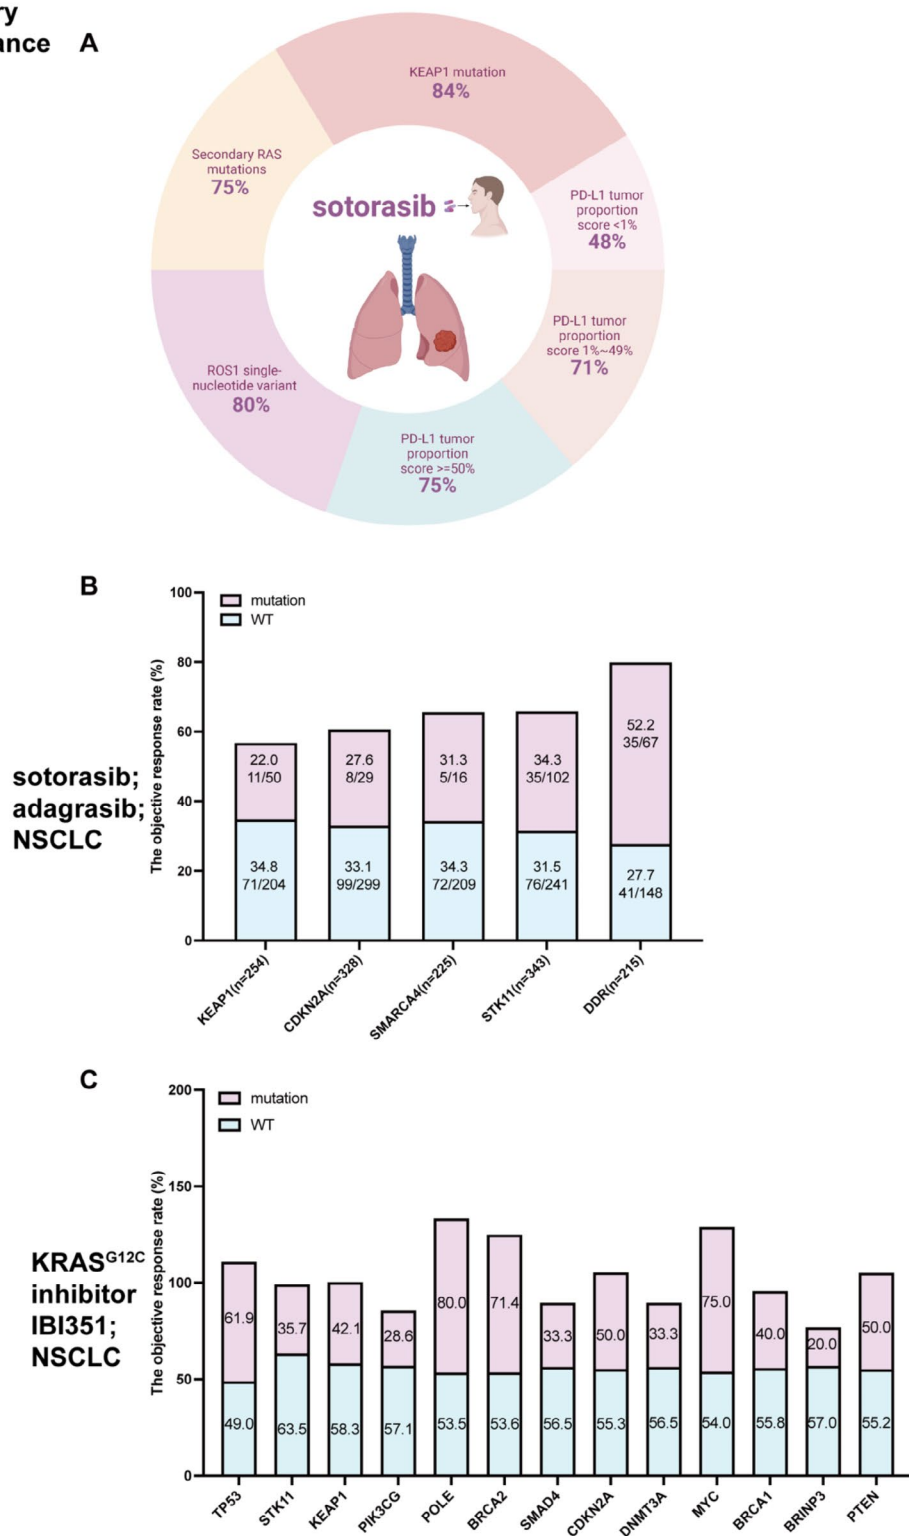 ry
ance
A
KEAP1 mutation
84%
Secondary RAS
mutations
75%
PD-L1 tumor
proportion
score <1%
48%
sotorasib
PD-L1 tumor
proportion
score 1%~49%
71%
ROS1 single-
nucleotide variant
80%
PD-L1 tumor
proportion
score >=50%
75%
B
sotorasib;
adagrasib;
NSCLC
The objective response rate (%)
100
80
60
40
20
0
mutation
WT
22.0
11/50
34.8
71/204
27.6
8/29
33.1
99/299
31.3
5/16
34.3
72/209
34.3
35/102
31.5
76/241
52.2
35/67
27.7
41/148
KEAP1(n=254)
CDKN2A(n=328)
SMARCA4(n=225)
STK11(n=343)
DDR(n=215)
C
KRASG12C
inhibitor
IBI351;
NSCLC
The objective response rate (%)
200
150
100
50
0
mutation
WT
61.9
35.7
42.1
28.6
80.0
71.4
33.3
50.0
33.3
75.0
40.0
20.0
50.0
49.0
63.5
58.3
57.1
53.5
53.6
56.5
55.3
56.5
54.0
55.8
57.0
55.2
TP53
STK11
KEAP1
PIK3CG
POLE
BRCA2
SMAD4
CDKN2A
DNMT3A
MYC
BRCA1
BRINP3
PTEN